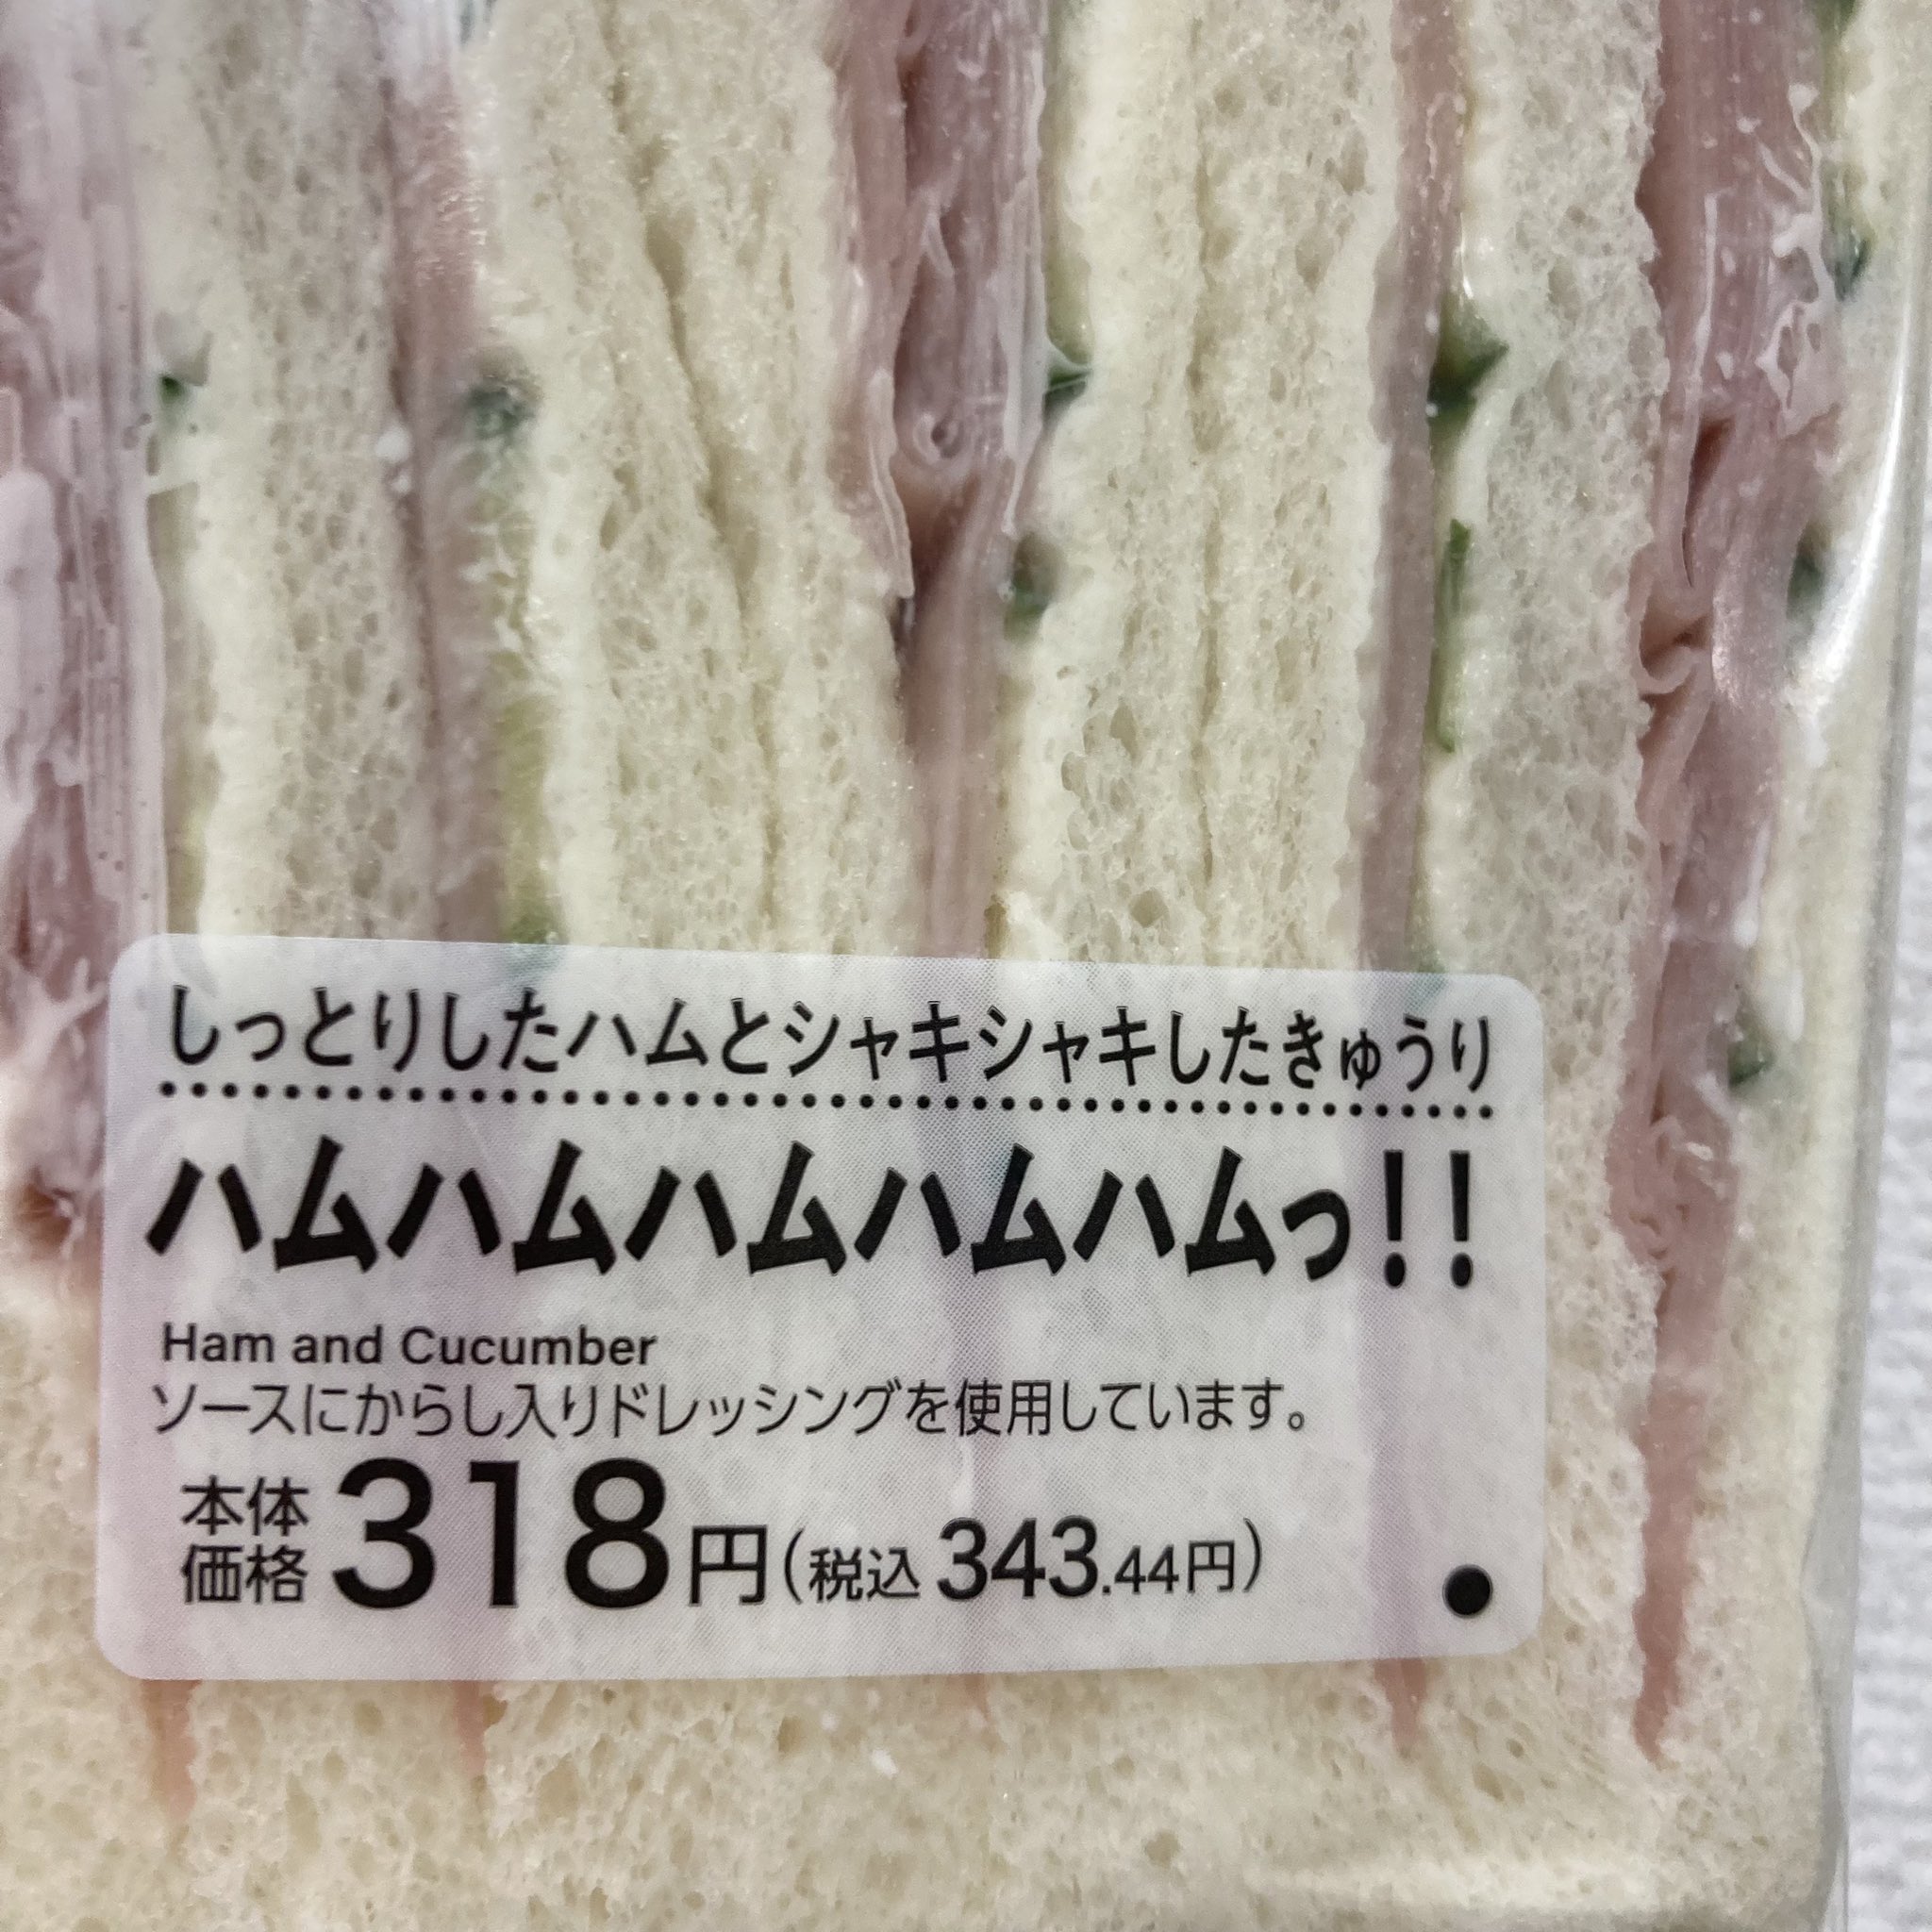 しっとりしたハムとシャキシャキしたきゅうり
ハムハムハムハムハムっ!!
Ham and Cucumber
ソースにからし入りドレッシングを使用しています。
本体価格318円(税込343.44円)